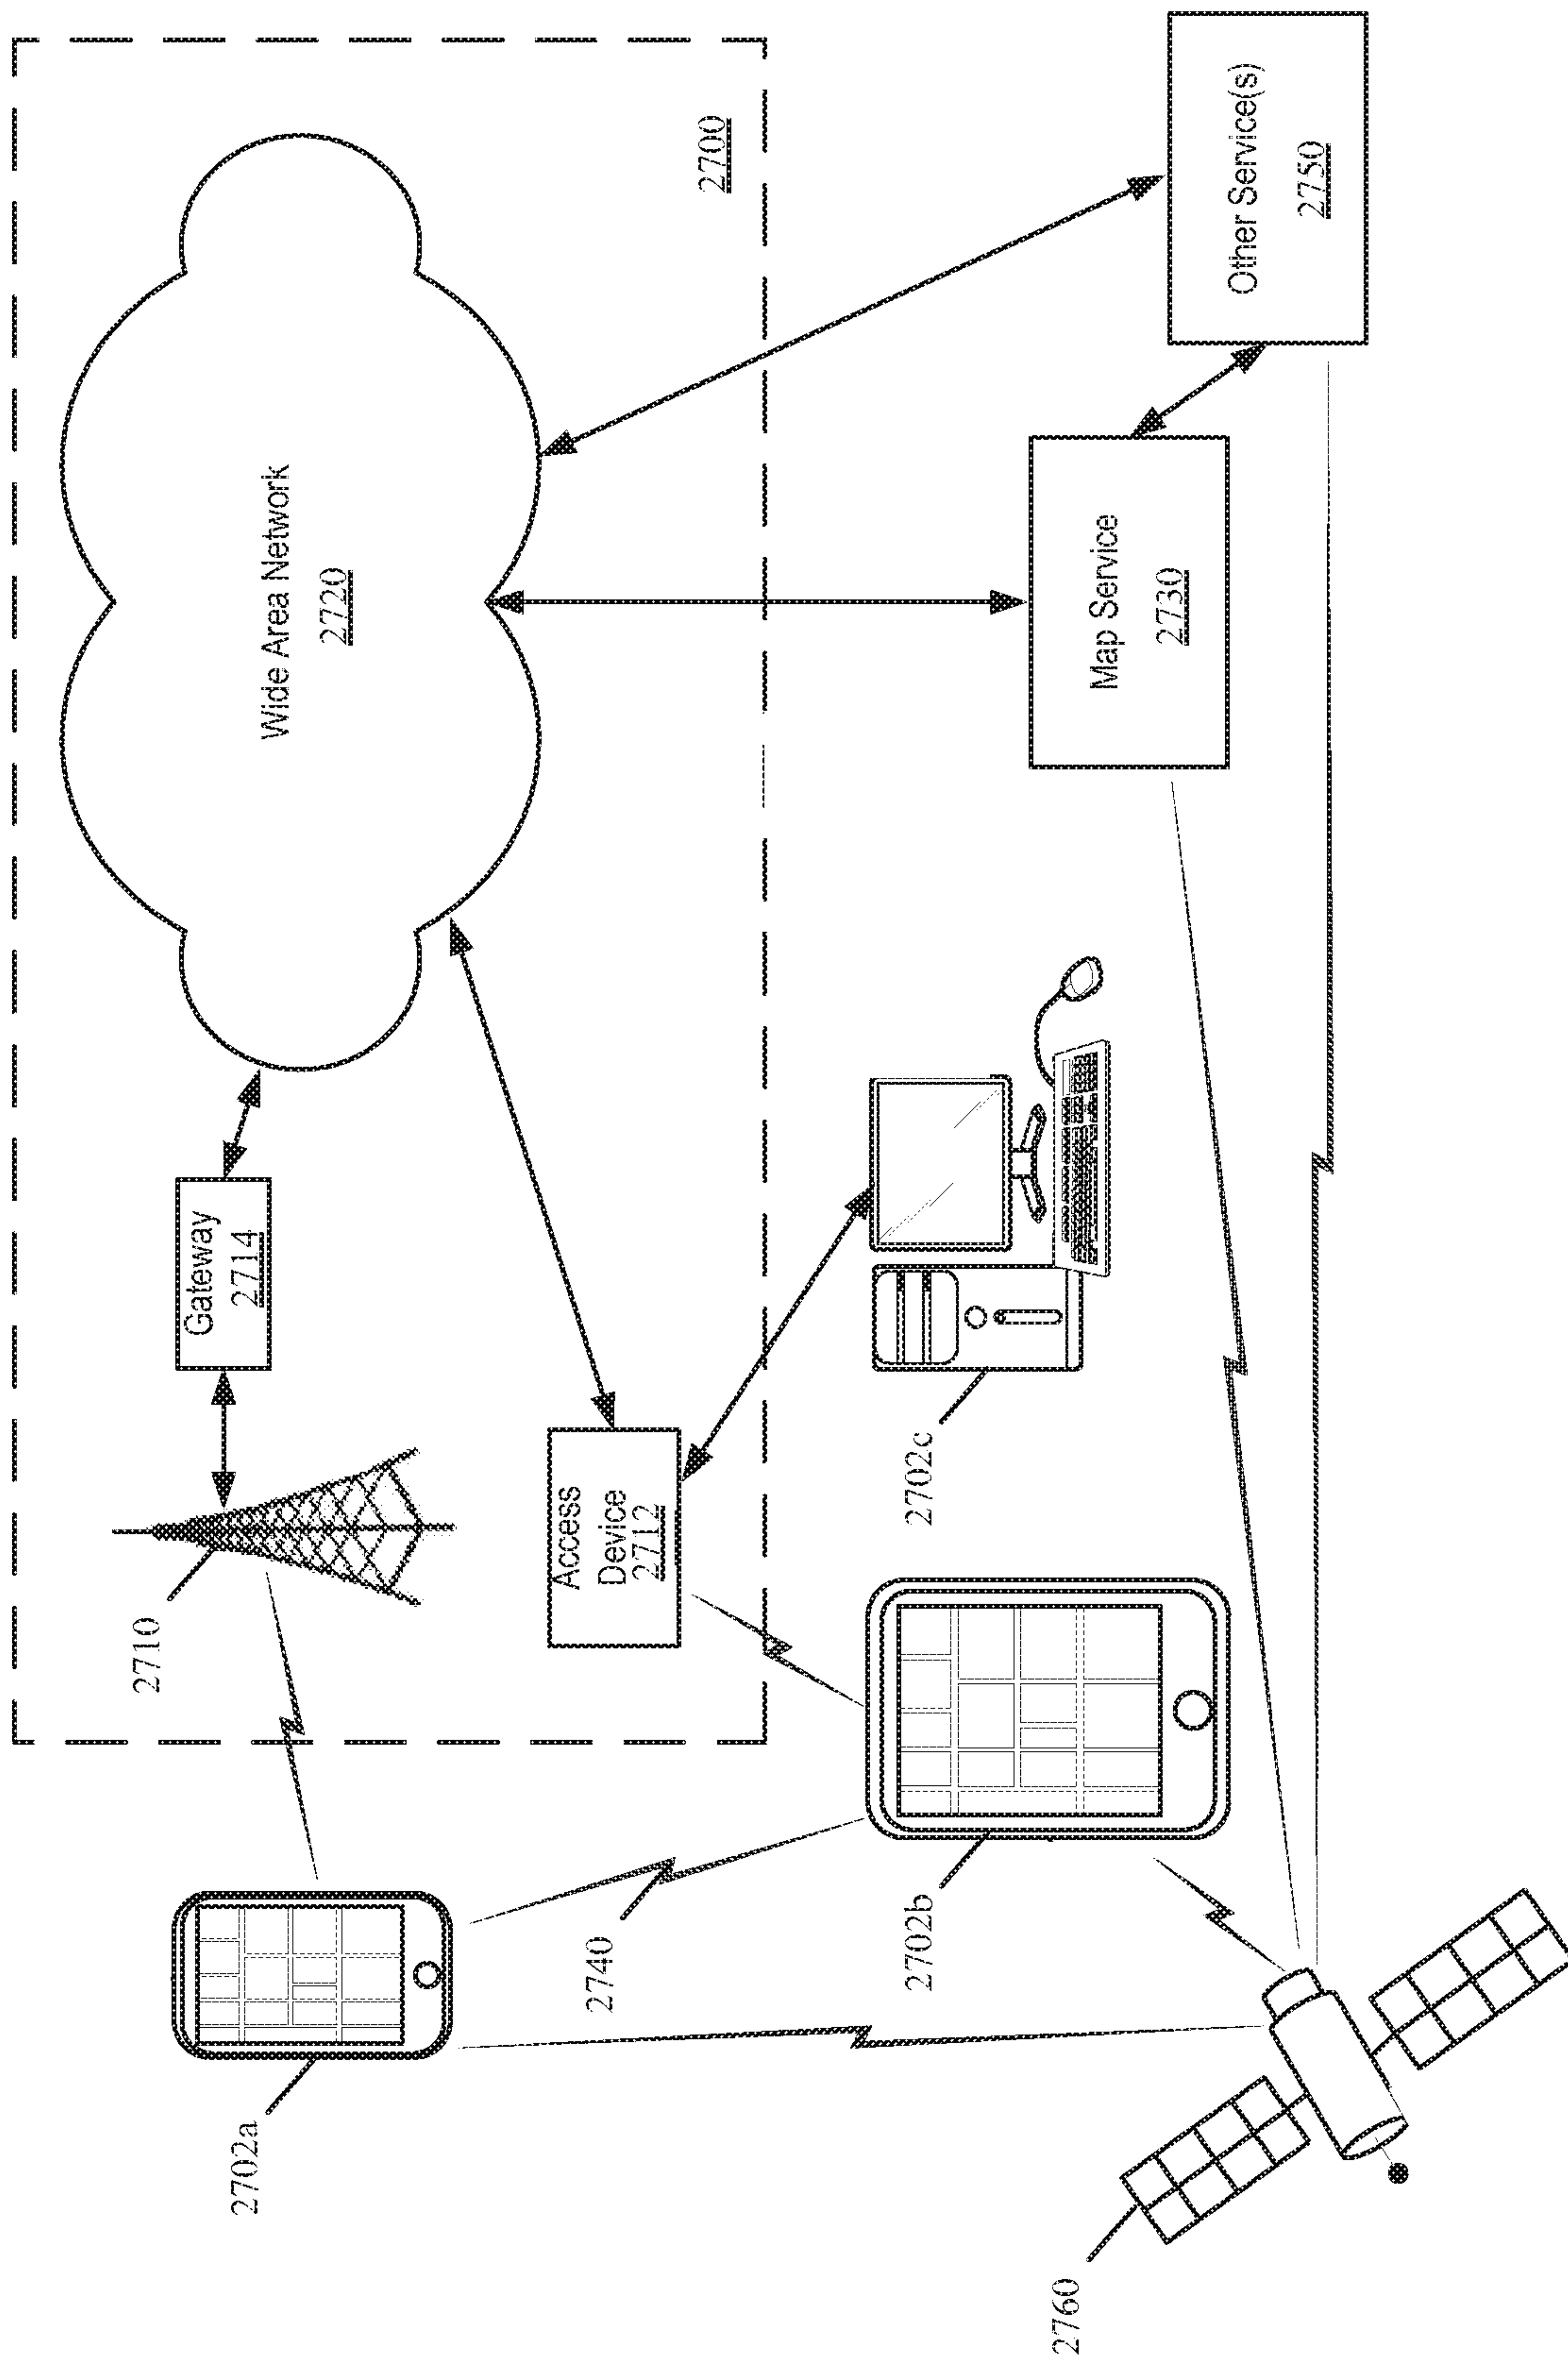 2702a
2710
Gateway
2714
Wide Area Network
2720
2740
Access
Device
2712
2700
2702b
2702c
2760
Map Service
2730
Other Service(s)
2750